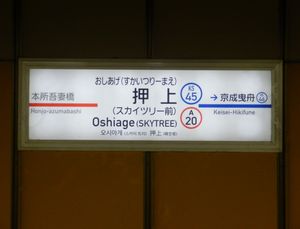 おしあげ(すかいつりーまえ)
本所吾妻橋
Honjo-azumabashi
押上
(スカイツリー前)
Oshiage(SKYTREE)
오시아게
押上
KS
45
A
20
→ 京成曳舟
Keisei-Hikifune